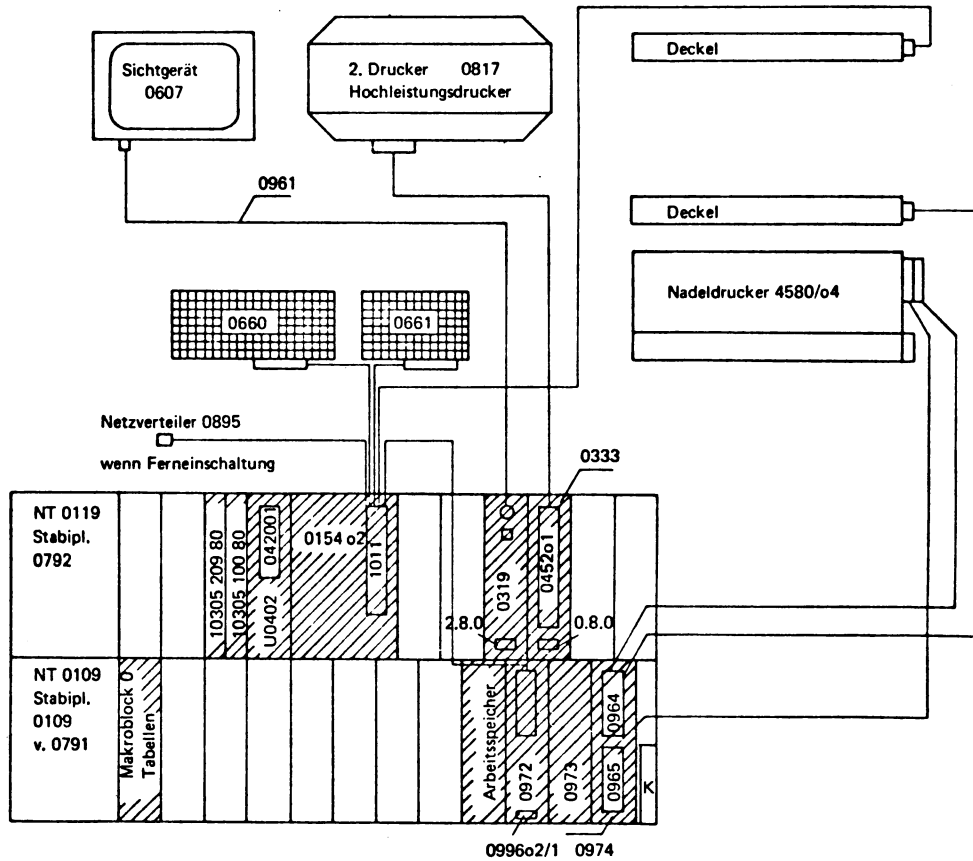 Sichtgerät
0607
2. Drucker 0817
Hochleistungsdrucker
Deckel
0961
Deckel
Nadeldrucker 4580/o4
0660
0661
Netzverteiler 0895
wenn Ferneinschaltung
0333
NT 0119
Stabipl.
0792
10305 209 80
10305 100 80
042001
U0402
0154 o2
1011
0319
0452o1
2.8.0
0.8.0
NT 0109
Stabipl.
0109
v. 0791
Makroblock 0
Tabellen
Arbeitsspeicher
0972
0973
0964
0965
K
0996o2/1
0974